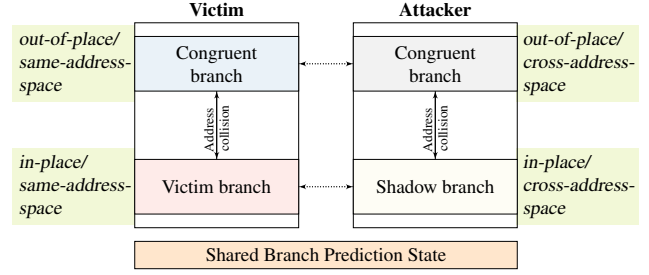 Victim
Attacker
out-of-place/
same-address-
space
Congruent
branch
Congruent
branch
out-of-place/
cross-address-
space
Address
collision
Address
collision
in-place/
same-address-
space
Victim branch
Shadow branch
in-place/
cross-address-
space
Shared Branch Prediction State